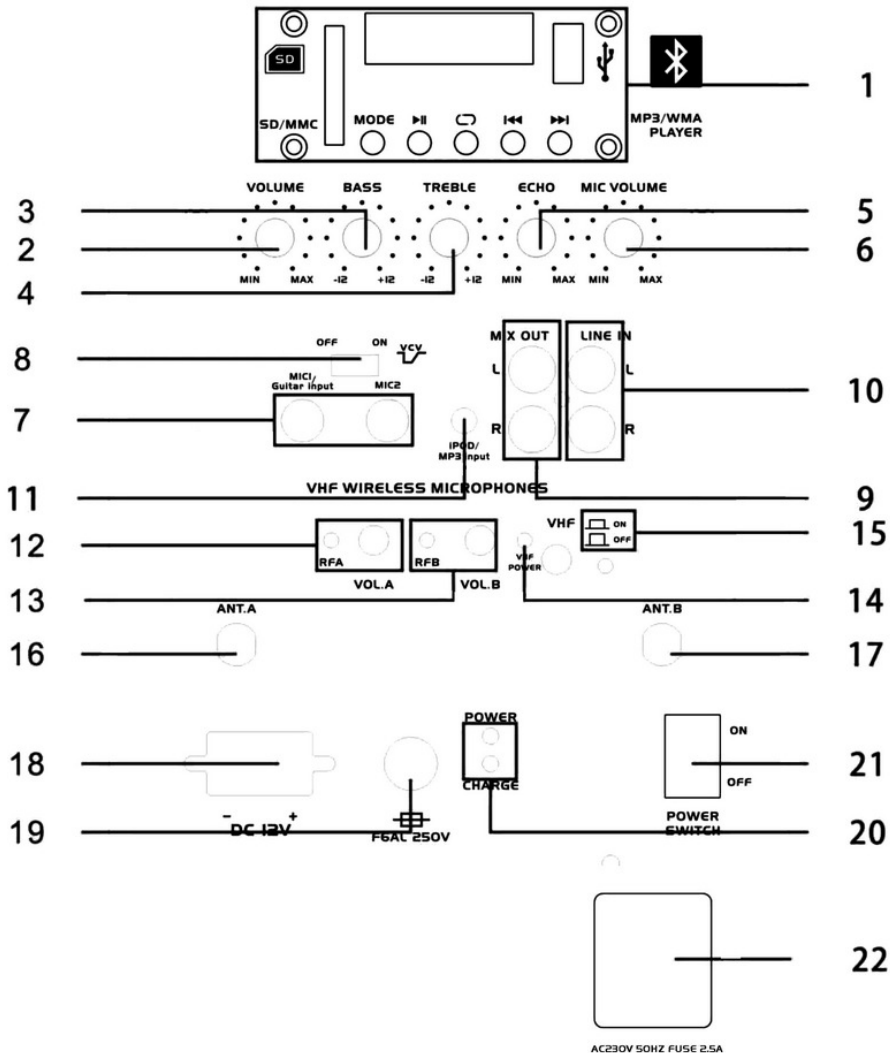 SD
1
SD/MMC
MODE
MP3/WMA
PLAYER
VOLUME BASS TREBLE ECHO MIC VOLUME
3 5
2 6
MIN MAX -12 +12 -12 +12 MIN MAX MIN MAX
4
OFF ON VCV
MIX OUT LINE IN
8
L L
MIC1/
Guitar input
MIC2
10
7
R R
iPOD/
MP3 input
VHF WIRELESS MICROPHONES
11 9
VHF ON
OFF
15
12
RFA RFB
VHF
POWER
VOL.A VOL.B
13 14
ANT.A ANT.B
16 17
POWER
ON
18 21
CHARGE OFF
- DC 12V +
F6AL 250V
POWER
SWITCH
19 20
22
AC230V 50HZ FUSE 2.5A